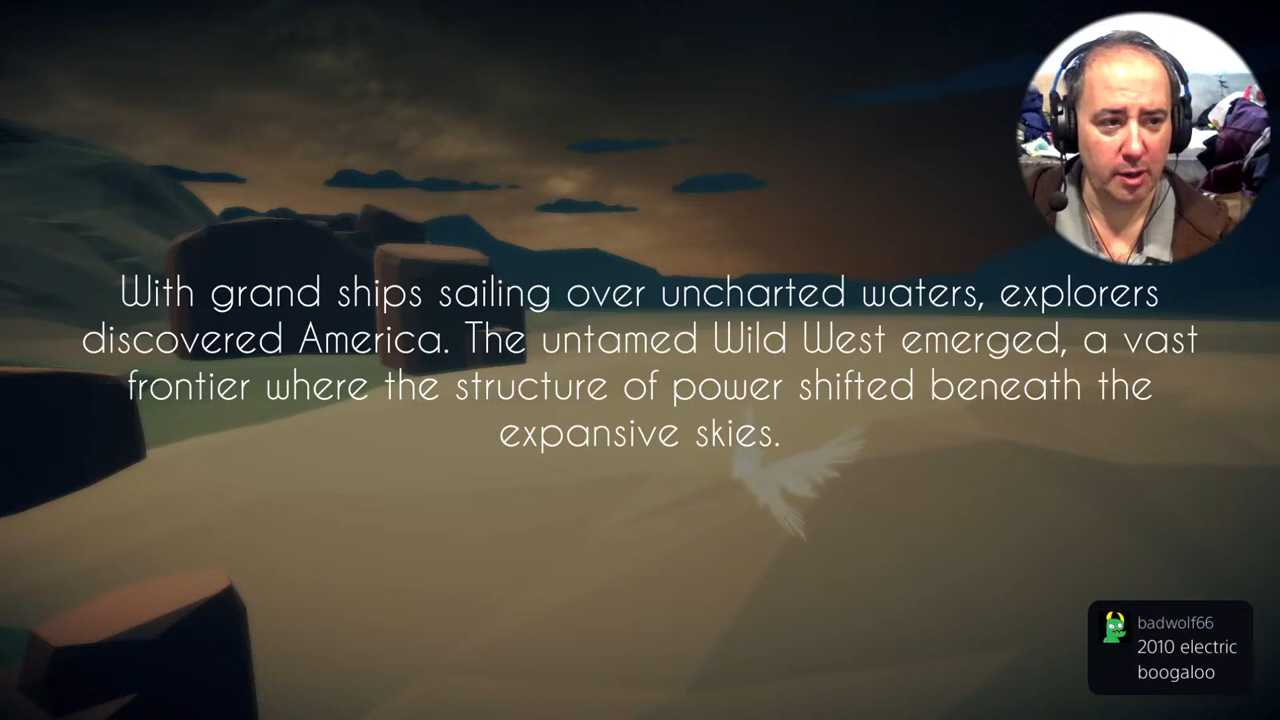 With grand ships sailing over uncharted waters, explorers
discovered America. The untamed Wild West emerged, a vast
frontier where the structure of power shifted beneath the
expansive skies.
badwolf66
2010 electric
boogaloo